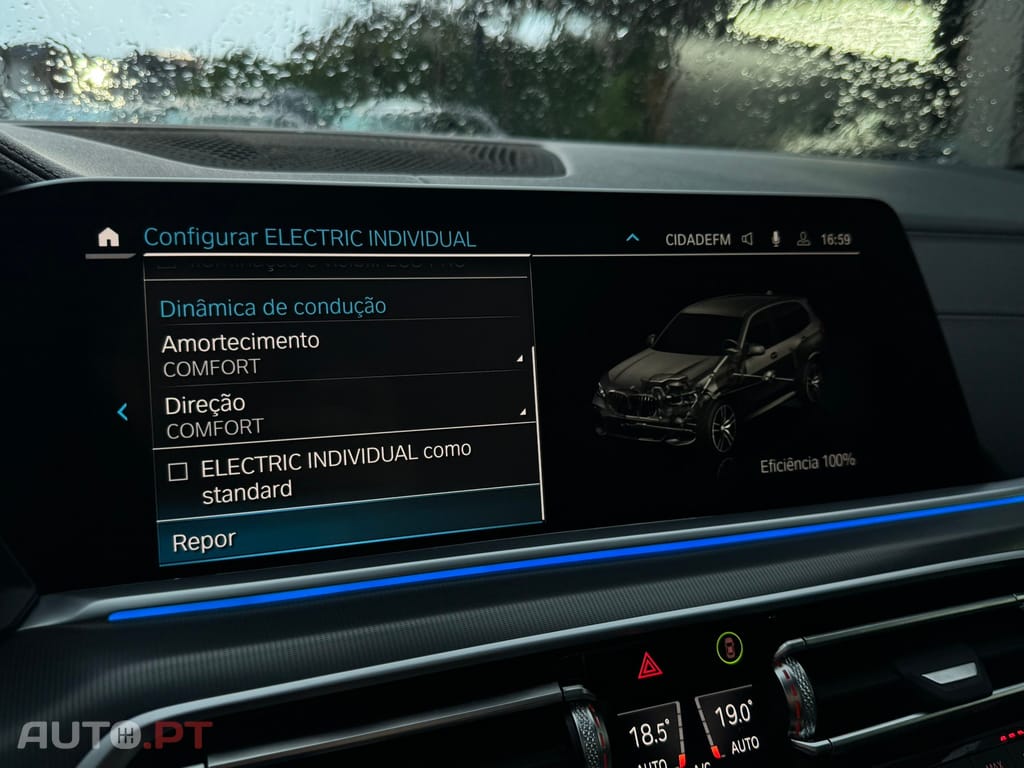 Configurar ELECTRIC INDIVIDUAL
CIDADEFM 16:59
Dinâmica de condução
Amortecimento
COMFORT
Direção
COMFORT
ELECTRIC INDIVIDUAL como
standard
Repor
Eficiência 100%
18.5° 19.0°
AUTO A/C AUTO
MAX
AUTO.PT